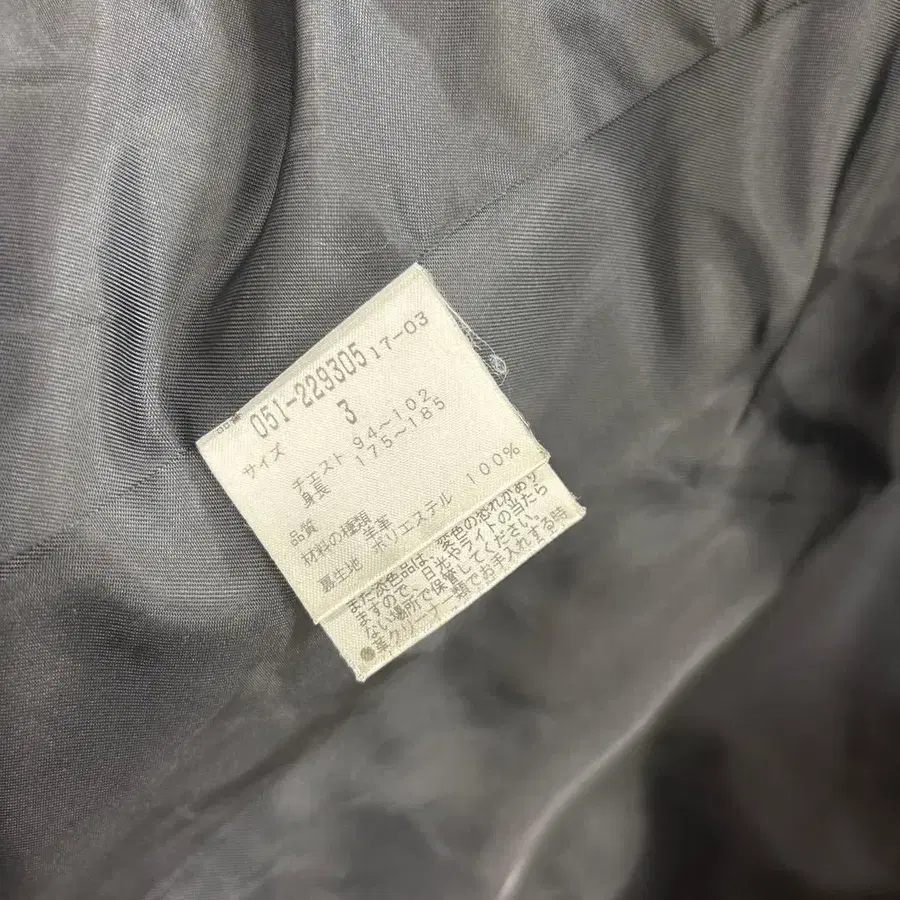 品番
051-229305 17-03
サイズ 3
チェスト 94～102
身長 175～185
品質
材料の種類 羊革
裏生地 ポリエステル 100%
また淡色品は、変色の恐れがあり
ますので、日光やライトの当たら
ない場所で保管してください。
●革クリーナー類でお手入れする時